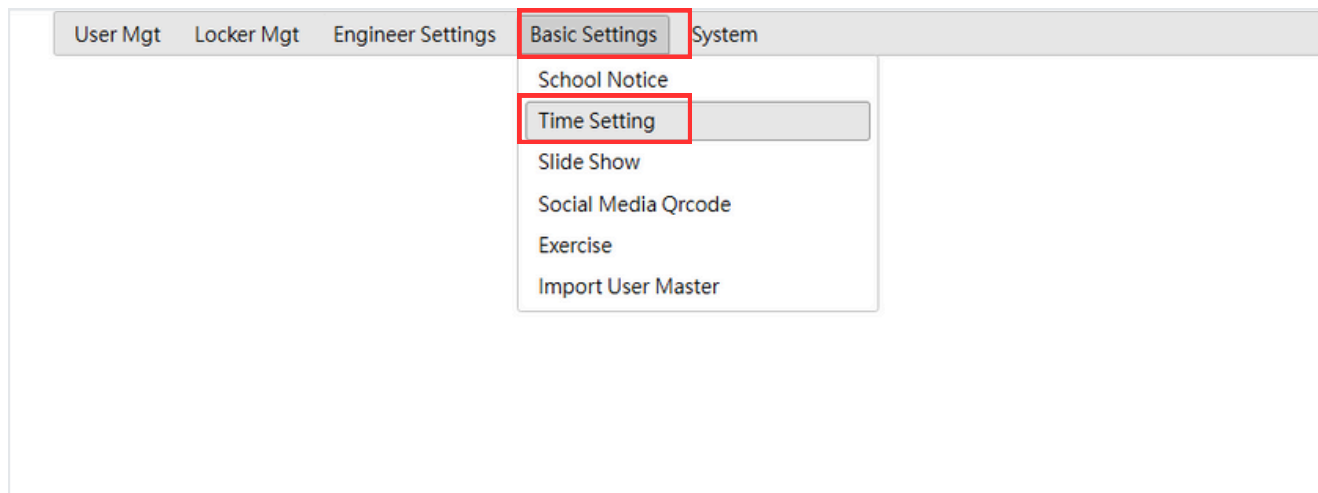 User Mgt Locker Mgt Engineer Settings Basic Settings System
School Notice
Time Setting
Slide Show
Social Media Qrcode
Exercise
Import User Master